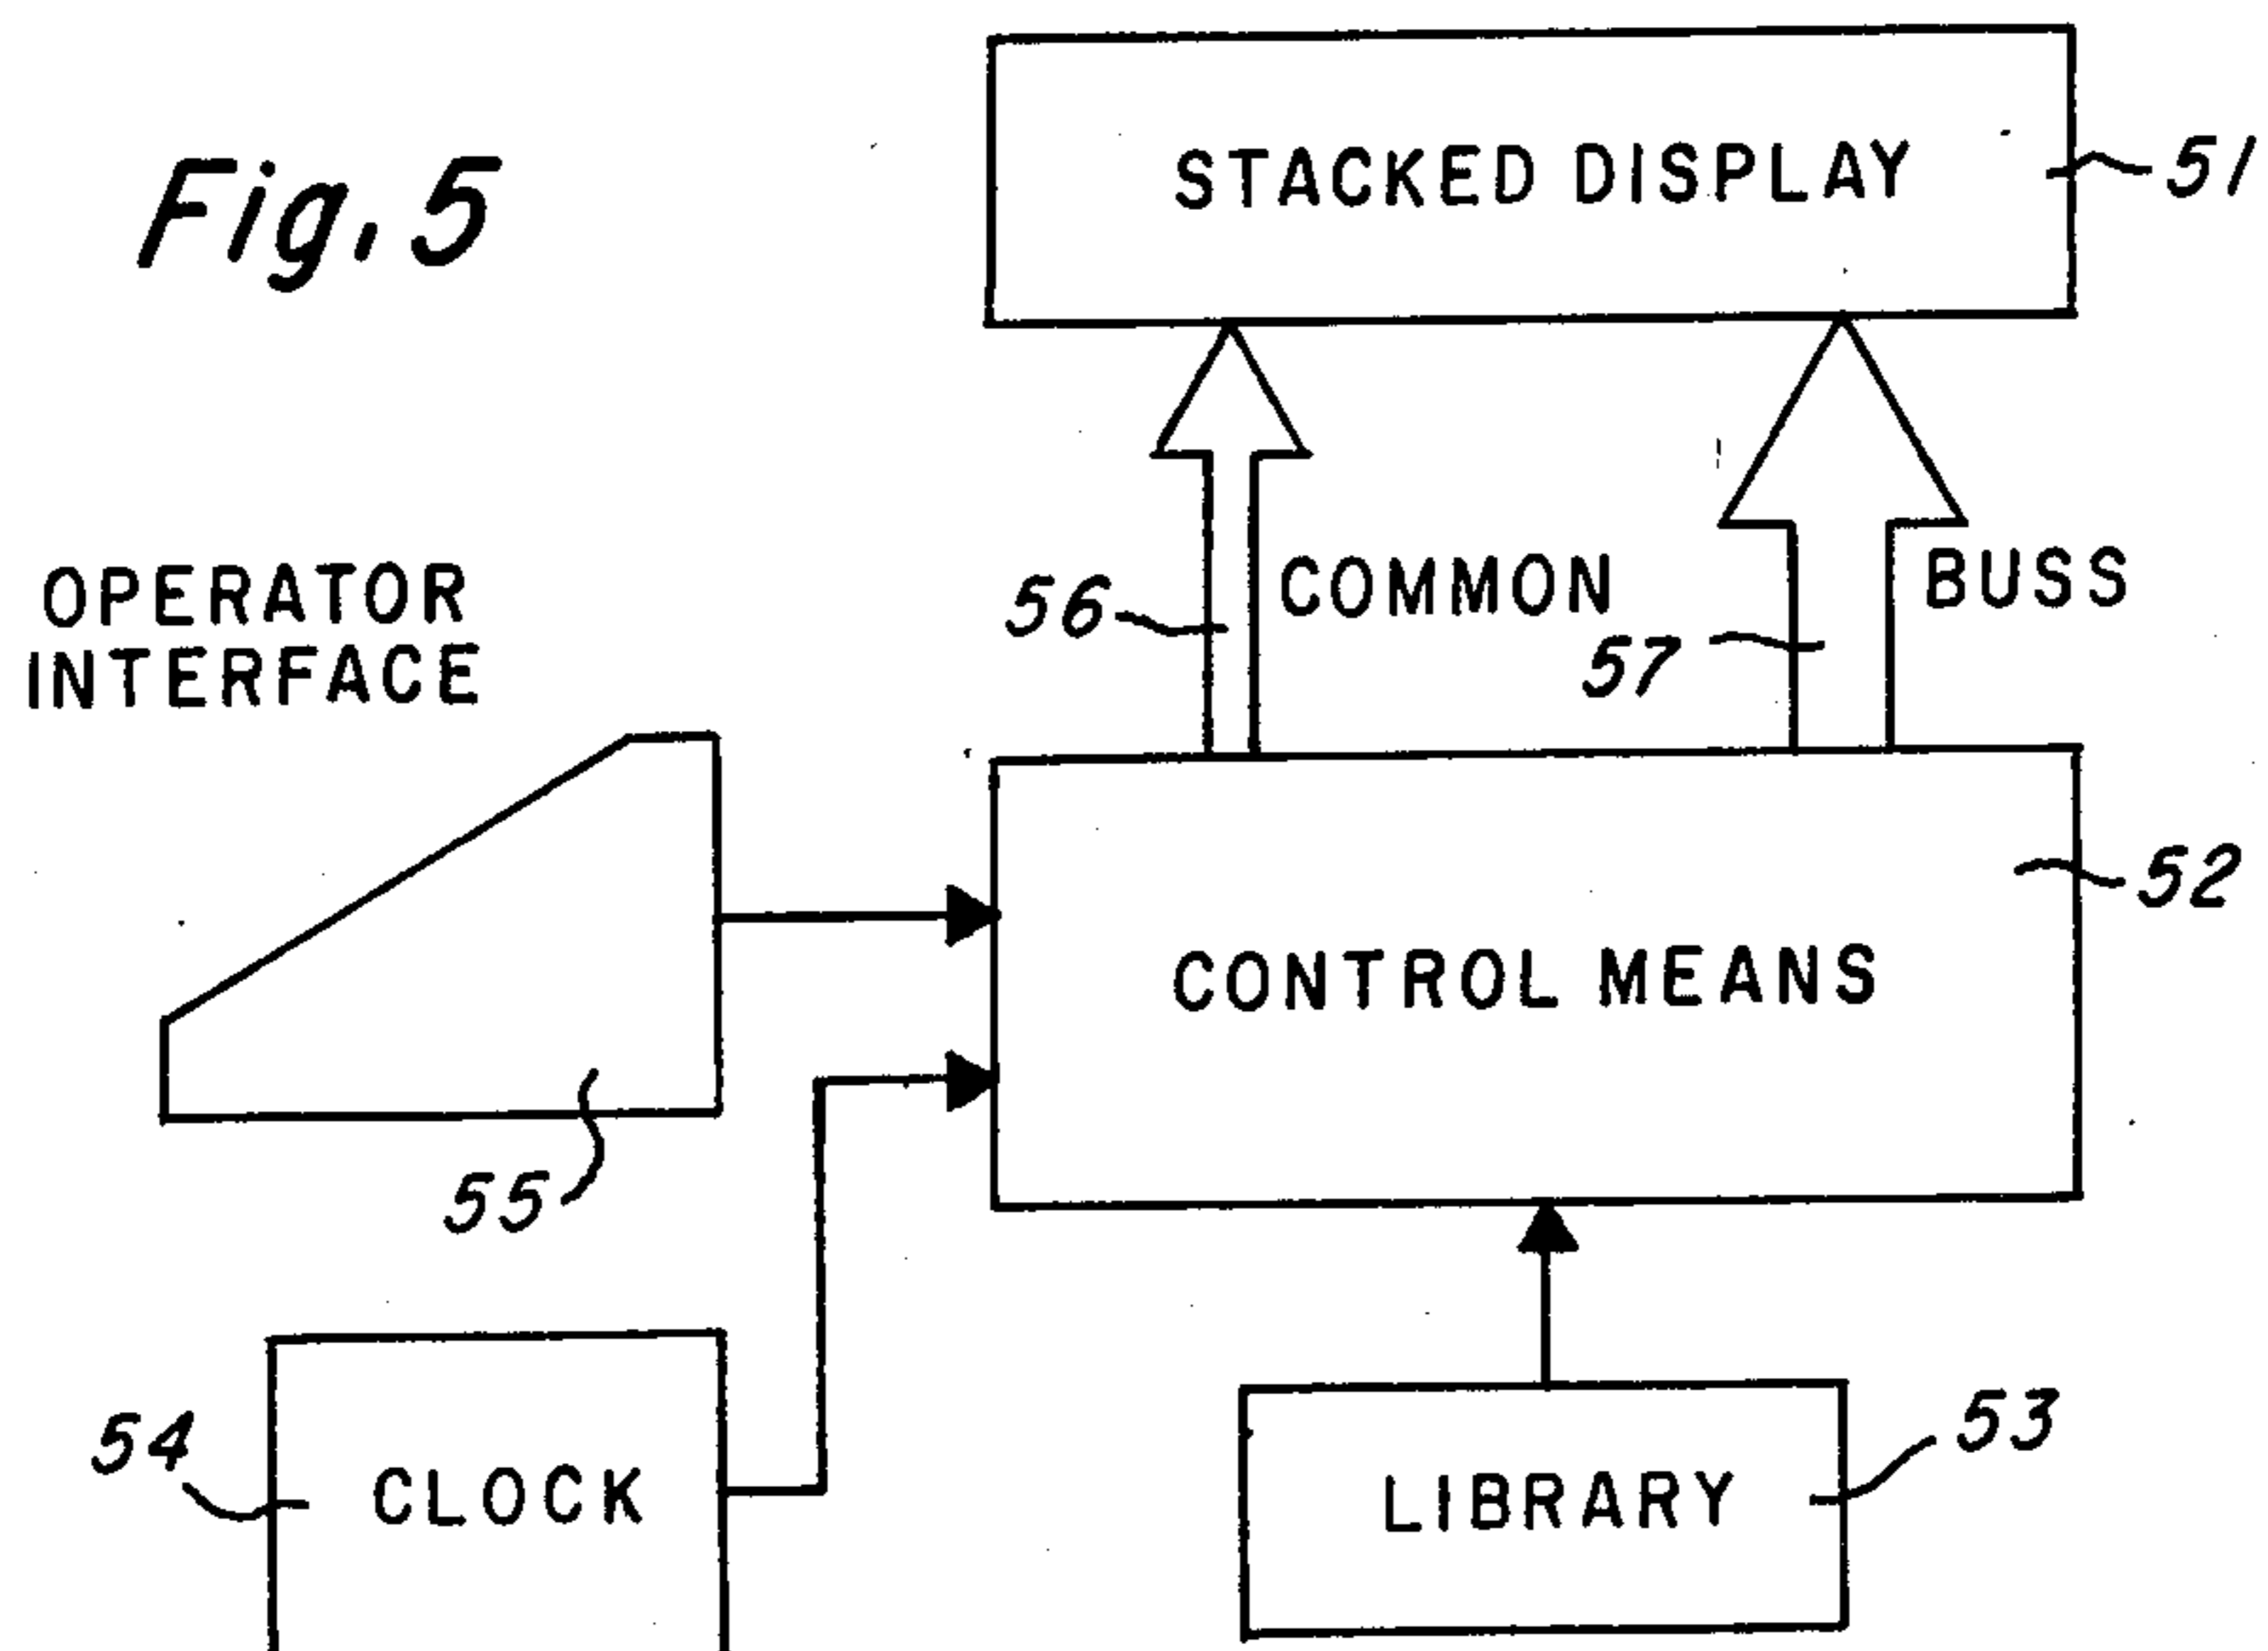 Fig. 5
STACKED DISPLAY
51
OPERATOR
INTERFACE
56
COMMON
57
BUSS
52
CONTROL MEANS
55
54
CLOCK
LIBRARY
53